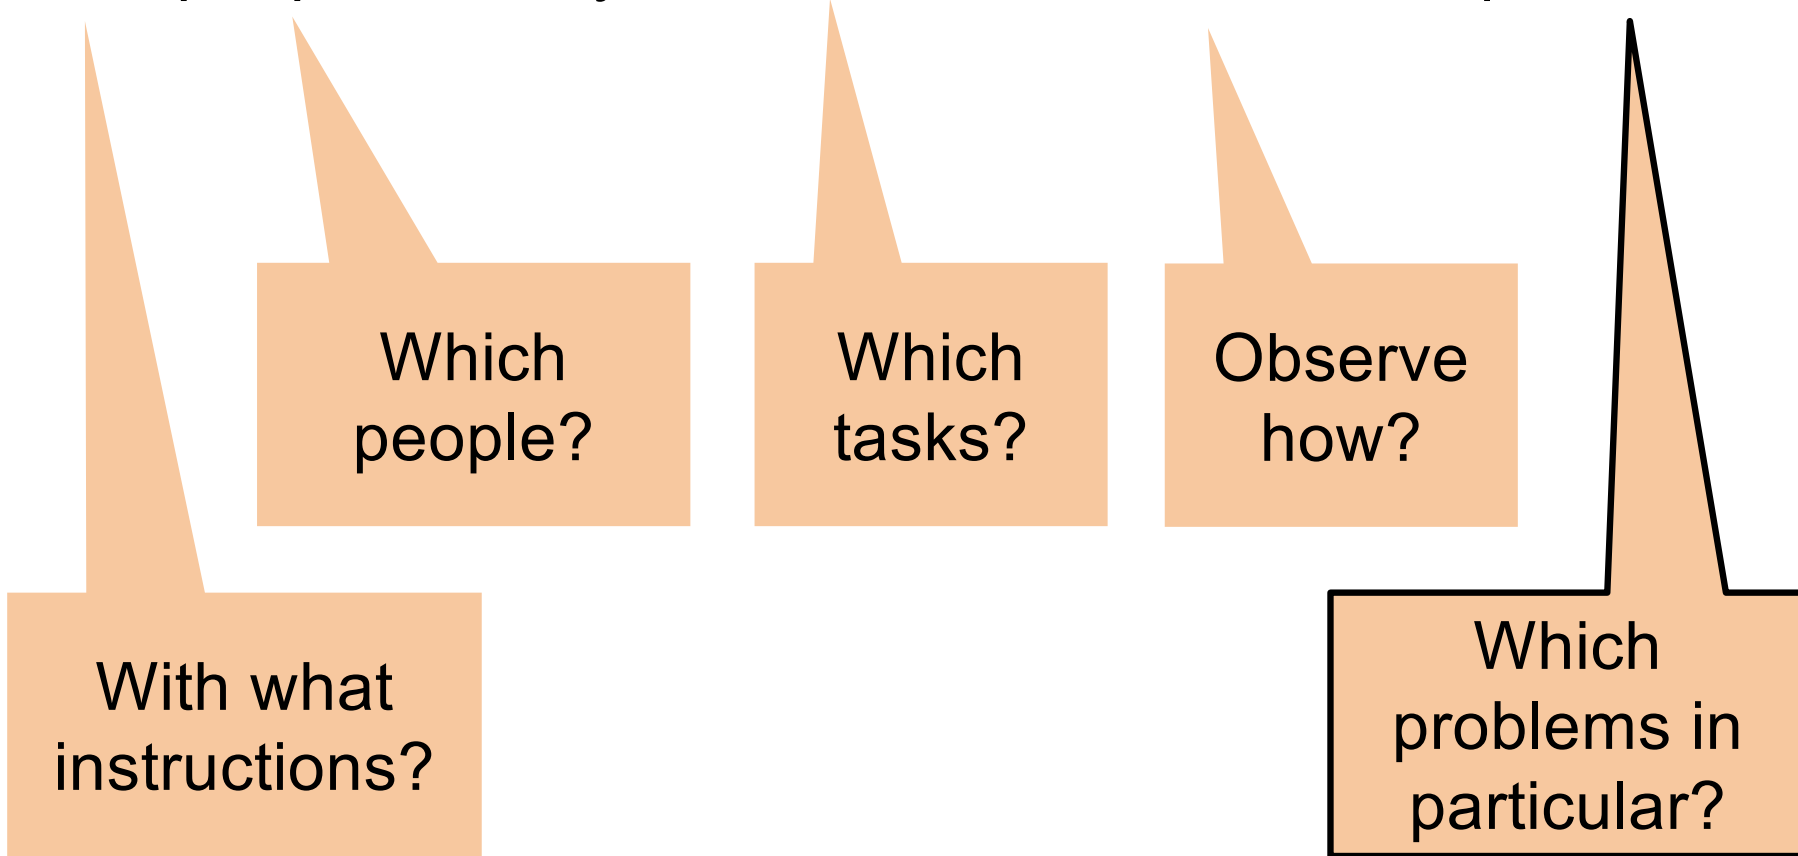 Which
people?
Which
tasks?
Observe
how?
With what
instructions?
Which
problems in
particular?